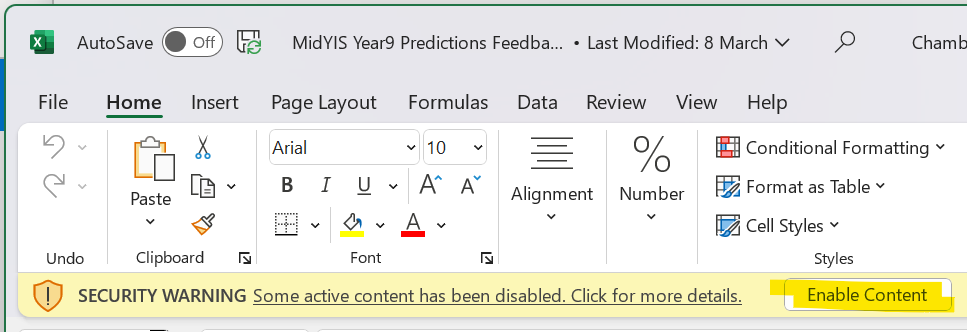 AutoSave Off MidYIS Year9 Predictions Feedba... • Last Modified: 8 March Chamb
File Home Insert Page Layout Formulas Data Review View Help
Arial 10 Conditional Formatting
Paste B I U A A Alignment % Number Format as Table
A Cell Styles
Undo Clipboard Font Styles
SECURITY WARNING Some active content has been disabled. Click for more details. Enable Content